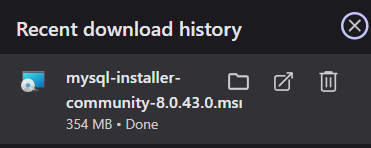 Recent download history
mysql-installer-
community-8.0.43.0.msi
354 MB • Done